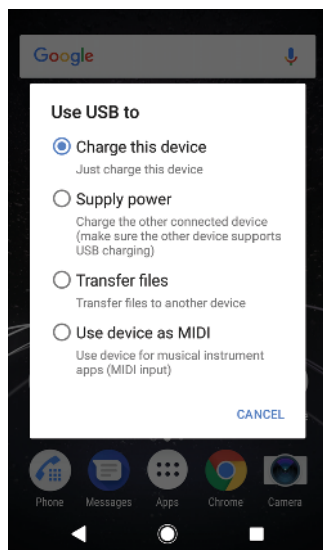 Google
Use USB to
Charge this device
Just charge this device
Supply power
Charge the other connected device
(make sure the other device supports
USB charging)
Transfer files
Transfer files to another device
Use device as MIDI
Use device for musical instrument
apps (MIDI input)
CANCEL
Phone Messages Apps Chrome Camera